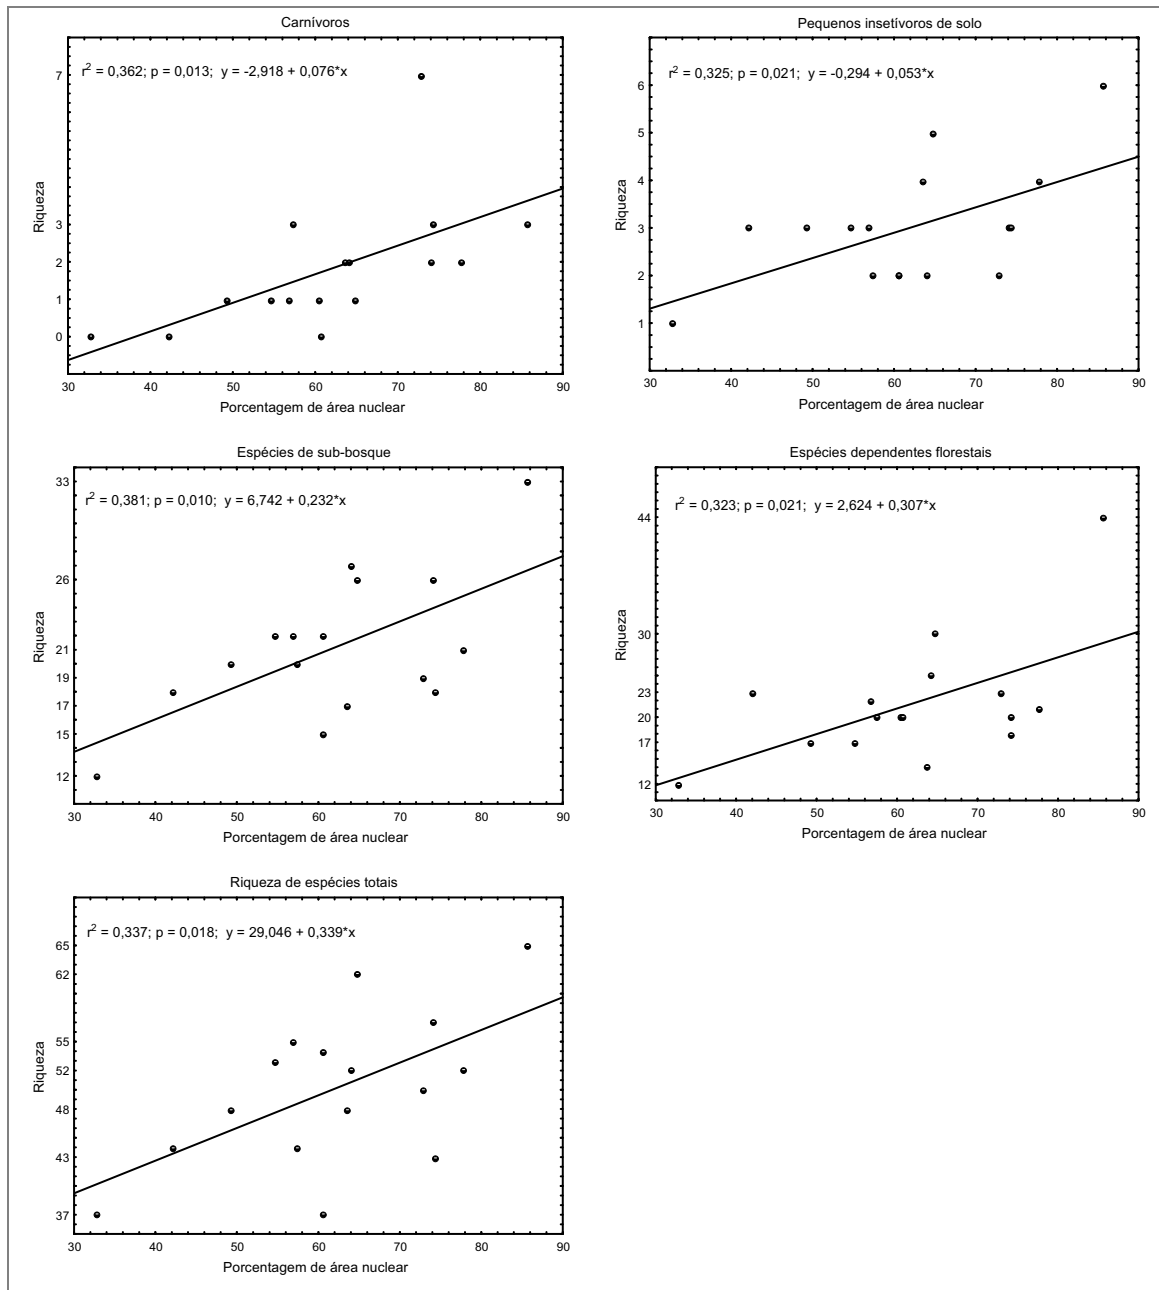 Carnívoros
r2 = 0,362; p = 0,013; y = -2,918 + 0,076*x
Riqueza
7
3
2
1
0
30 40 50 60 70 80 90
Porcentagem de área nuclear
Pequenos insetívoros de solo
r2 = 0,325; p = 0,021; y = -0,294 + 0,053*x
Riqueza
6
5
4
3
2
1
30 40 50 60 70 80 90
Porcentagem de área nuclear
Espécies de sub-bosque
r2 = 0,381; p = 0,010; y = 6,742 + 0,232*x
Riqueza
33
26
21
19
17
15
12
30 40 50 60 70 80 90
Porcentagem de área nuclear
Espécies dependentes florestais
r2 = 0,323; p = 0,021; y = 2,624 + 0,307*x
Riqueza
44
30
23
20
17
12
30 40 50 60 70 80 90
Porcentagem de área nuclear
Riqueza de espécies totais
r2 = 0,337; p = 0,018; y = 29,046 + 0,339*x
Riqueza
65
62
55
52
48
43
37
30 40 50 60 70 80 90
Porcentagem de área nuclear